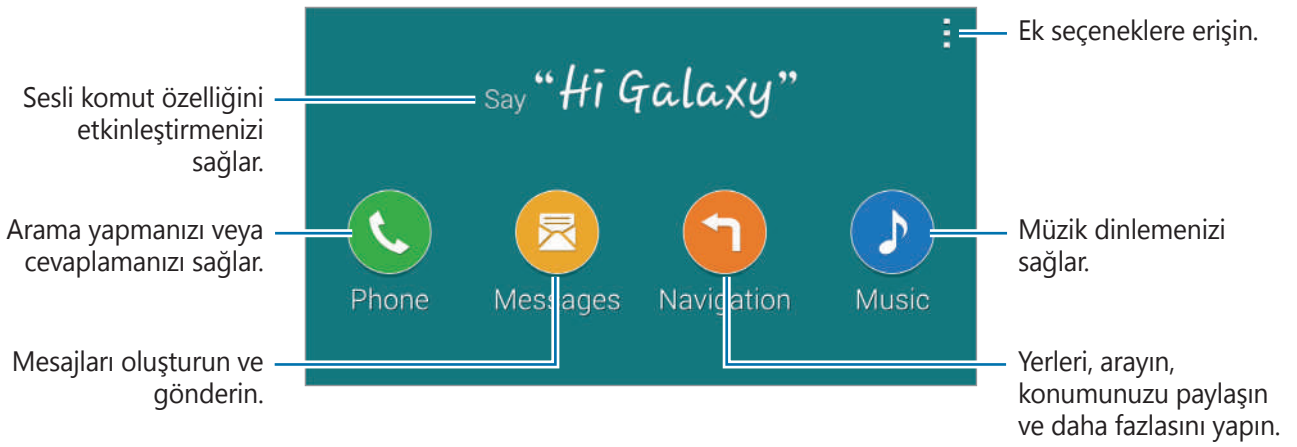 Ek seçeneklere erişin.
Say “Hi Galaxy”
Sesli komut özelliğini
etkinleştirmenizi
sağlar.
Arama yapmanızı veya
cevaplamanızı sağlar.
Müzik dinlemenizi
sağlar.
Phone
Messages
Navigation
Music
Mesajları oluşturun ve
gönderin.
Yerleri, arayın,
konumunuzu paylaşın
ve daha fazlasını yapın.